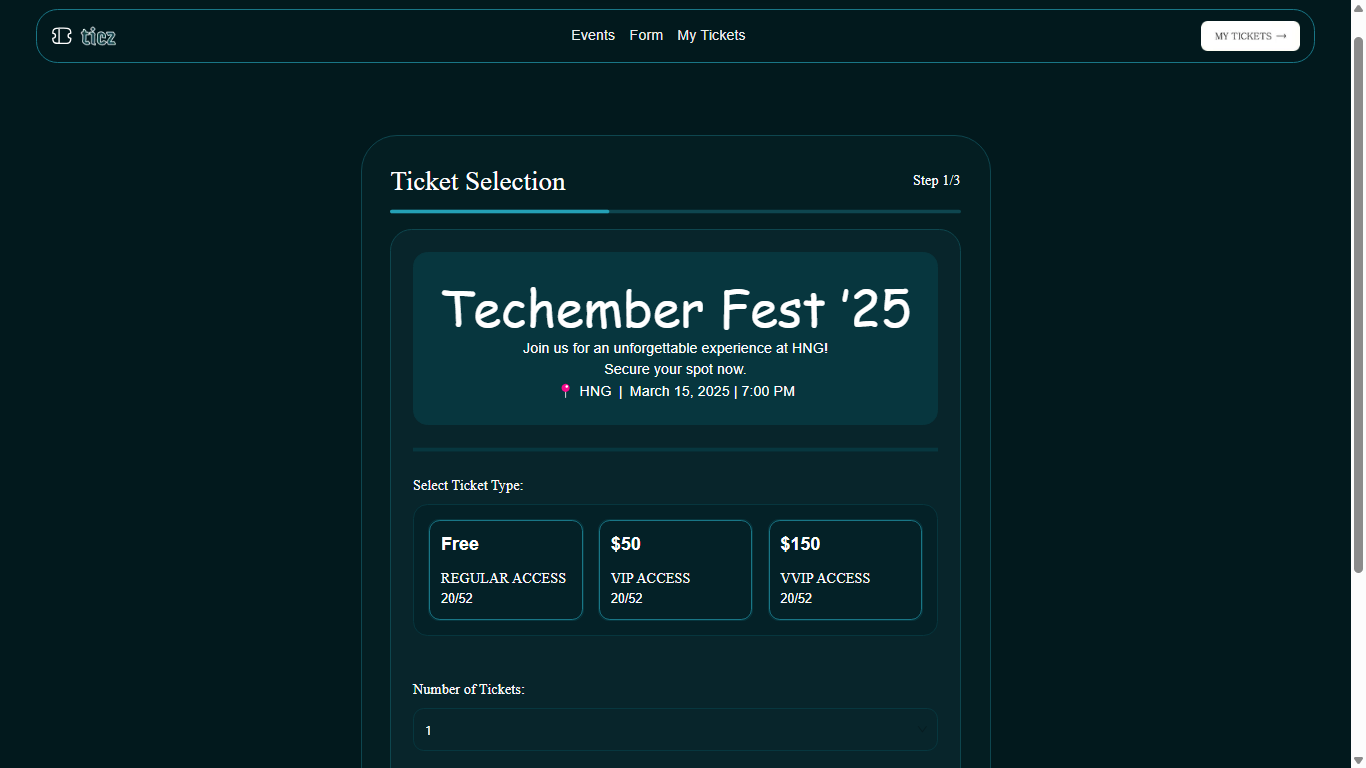 ticz
Events Form My Tickets
MY TICKETS →
Ticket Selection
Step 1/3
Techember Fest '25
Join us for an unforgettable experience at HNG!
Secure your spot now.
📍 HNG | March 15, 2025 | 7:00 PM
Select Ticket Type:
Free
REGULAR ACCESS
20/52
$50
VIP ACCESS
20/52
$150
VVIP ACCESS
20/52
Number of Tickets:
1